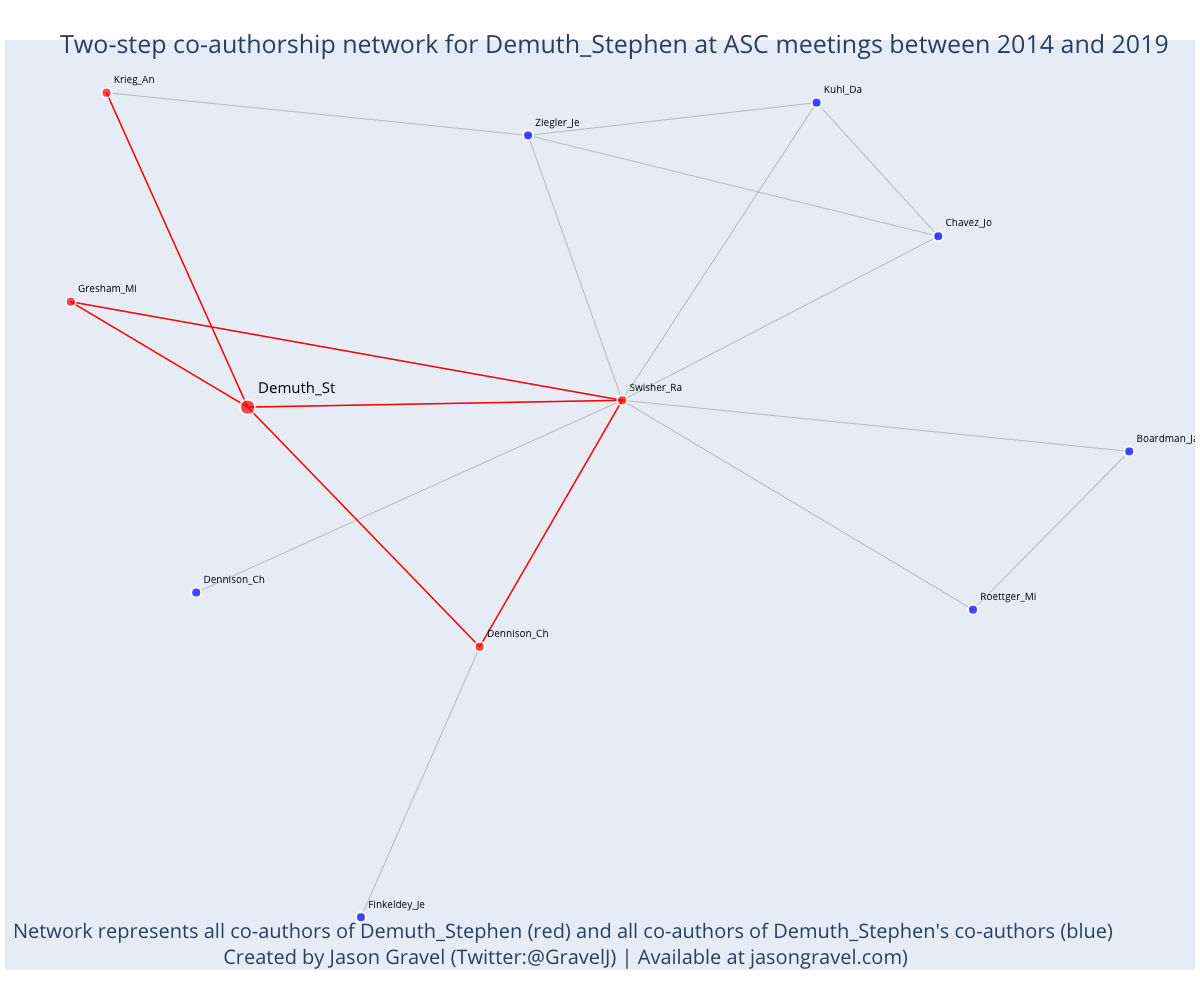 Two-step co-authorship network for Demuth_Stephen at ASC meetings between 2014 and 2019
Krieg_An
Kuhl_Da
Ziegler_Je
Chavez_Jo
Gresham_Mi
Demuth_St
Swisher_Ra
Boardman_Ja
Dennison_Ch
Roettger_Mi
Dennison_Ch
Finkeldey_Je
Network represents all co-authors of Demuth_Stephen (red) and all co-authors of Demuth_Stephen's co-authors (blue)
Created by Jason Gravel (Twitter:@GravelJ) | Available at jasongravel.com)